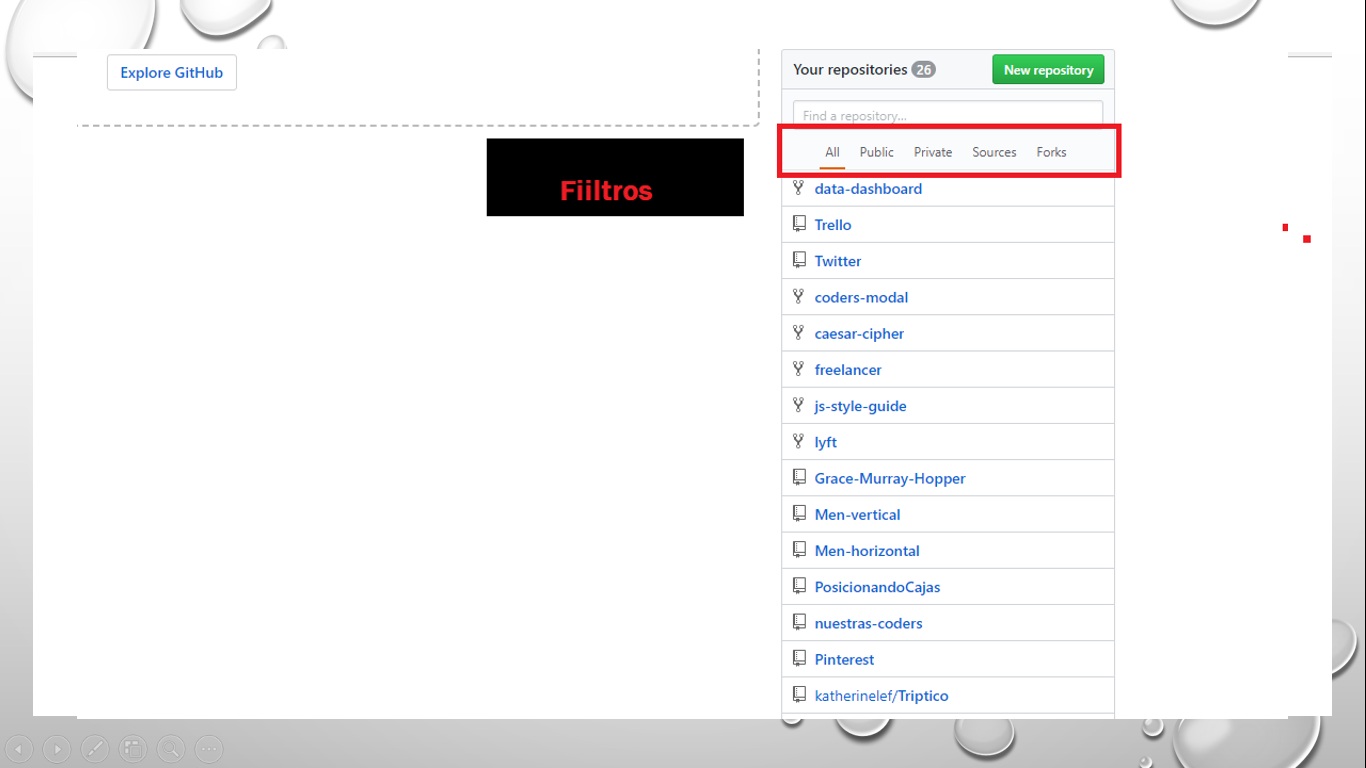 Explore GitHub
Your repositories 26
New repository
Find a repository...
All Public Private Sources Forks
Fiiltros
data-dashboard
Trello
Twitter
coders-modal
caesar-cipher
freelancer
js-style-guide
lyft
Grace-Murray-Hopper
Men-vertical
Men-horizontal
PosicionandoCajas
nuestras-coders
Pinterest
katherinelef/Triptico